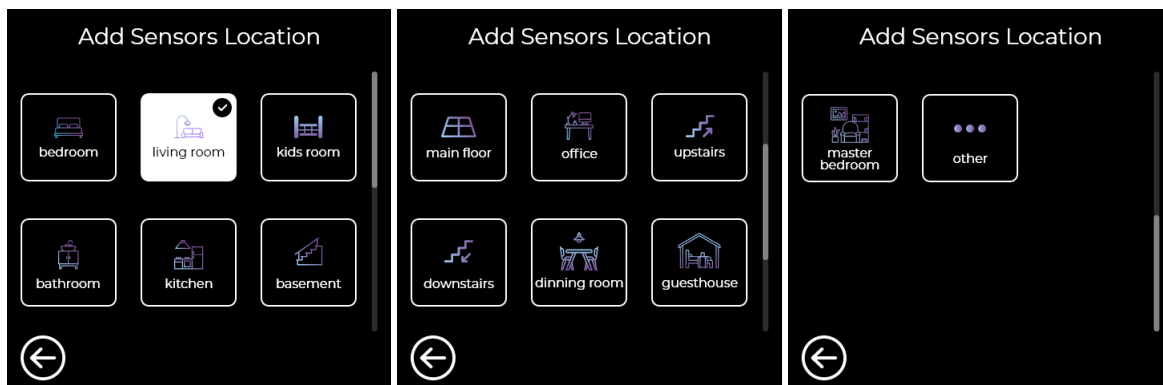 Add Sensors Location
bedroom
living room
kids room
bathroom
kitchen
basement
Add Sensors Location
main floor
office
upstairs
downstairs
dinning room
guesthouse
Add Sensors Location
master
bedroom
other